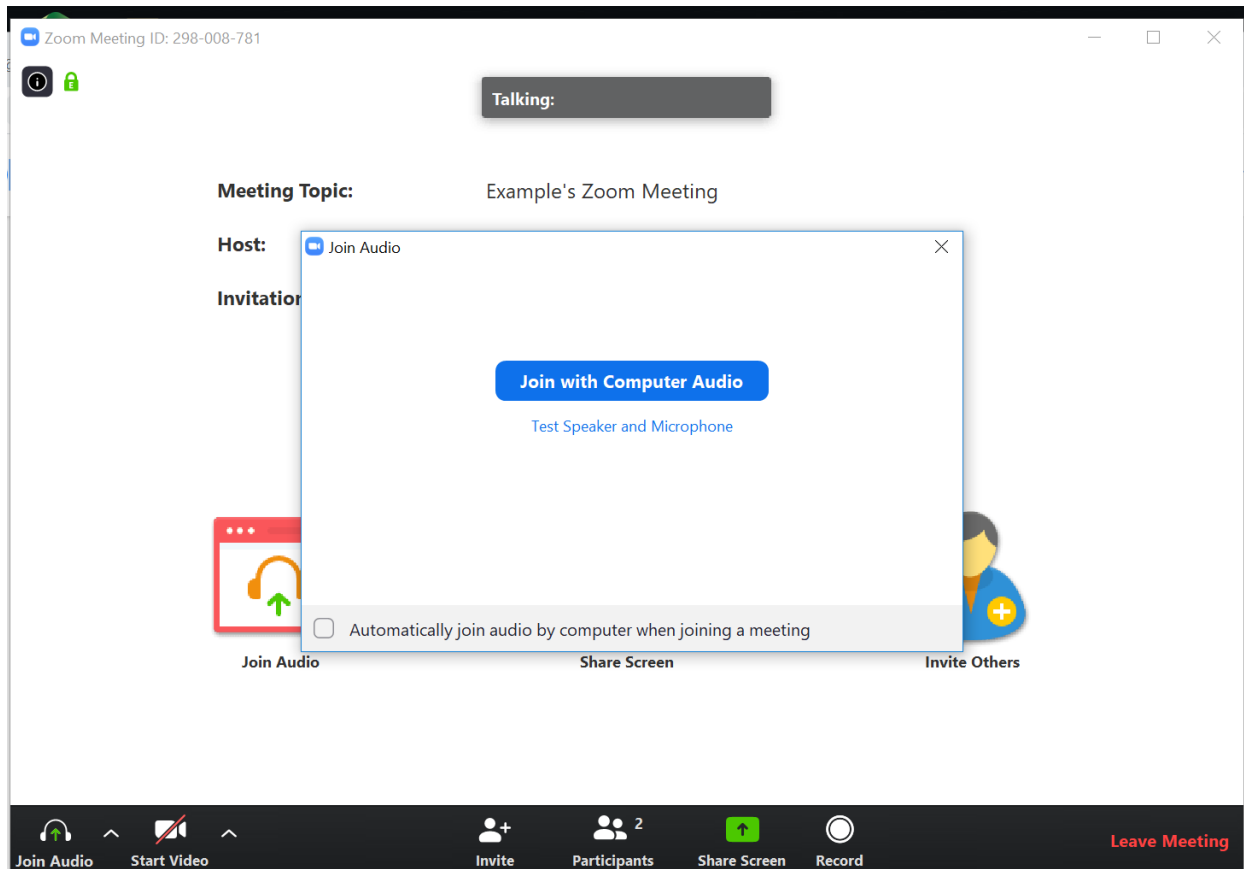 Zoom Meeting ID: 298-008-781
Talking:
Meeting Topic: Example's Zoom Meeting
Host:
Join Audio
Invitation
Join with Computer Audio
Test Speaker and Microphone
Automatically join audio by computer when joining a meeting
Join Audio Share Screen Invite Others
2
Join Audio Start Video Invite Participants Share Screen Record Leave Meeting